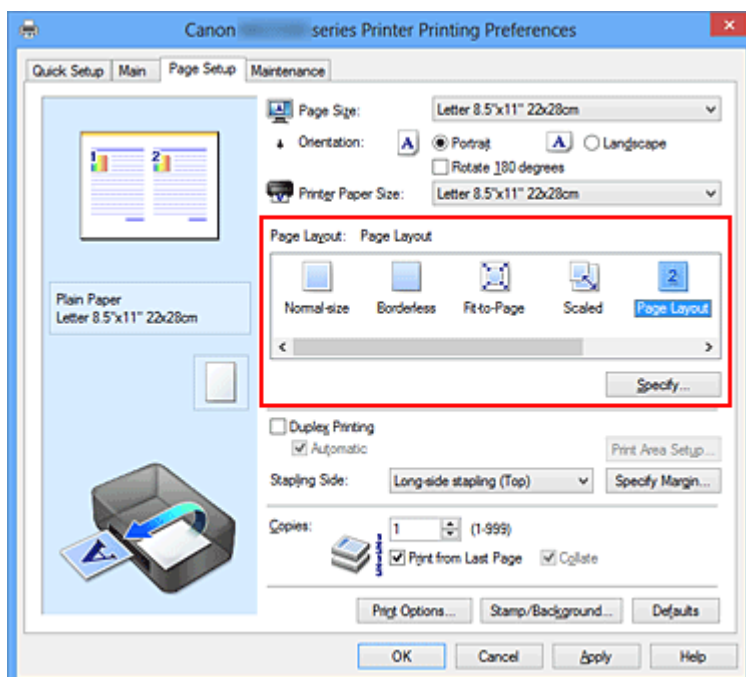 Canon series Printer Printing Preferences
Quick Setup Main Page Setup Maintenance
1 2
Plain Paper
Letter 8.5"x11" 22x28cm
Page Size: Letter 8.5"x11" 22x28cm
Orientation: A Portrait A Landscape
Rotate 180 degrees
Printer Paper Size: Letter 8.5"x11" 22x28cm
Page Layout: Page Layout
2
Normal-size Borderless Fit-to-Page Scaled Page Layout
Specify...
Duplex Printing
Automatic
Print Area Setup...
Stapling Side: Long-side stapling (Top) Specify Margin...
Copies: 1 (1-999)
Print from Last Page Collate
A
Print Options... Stamp/Background... Defaults
OK Cancel Apply Help